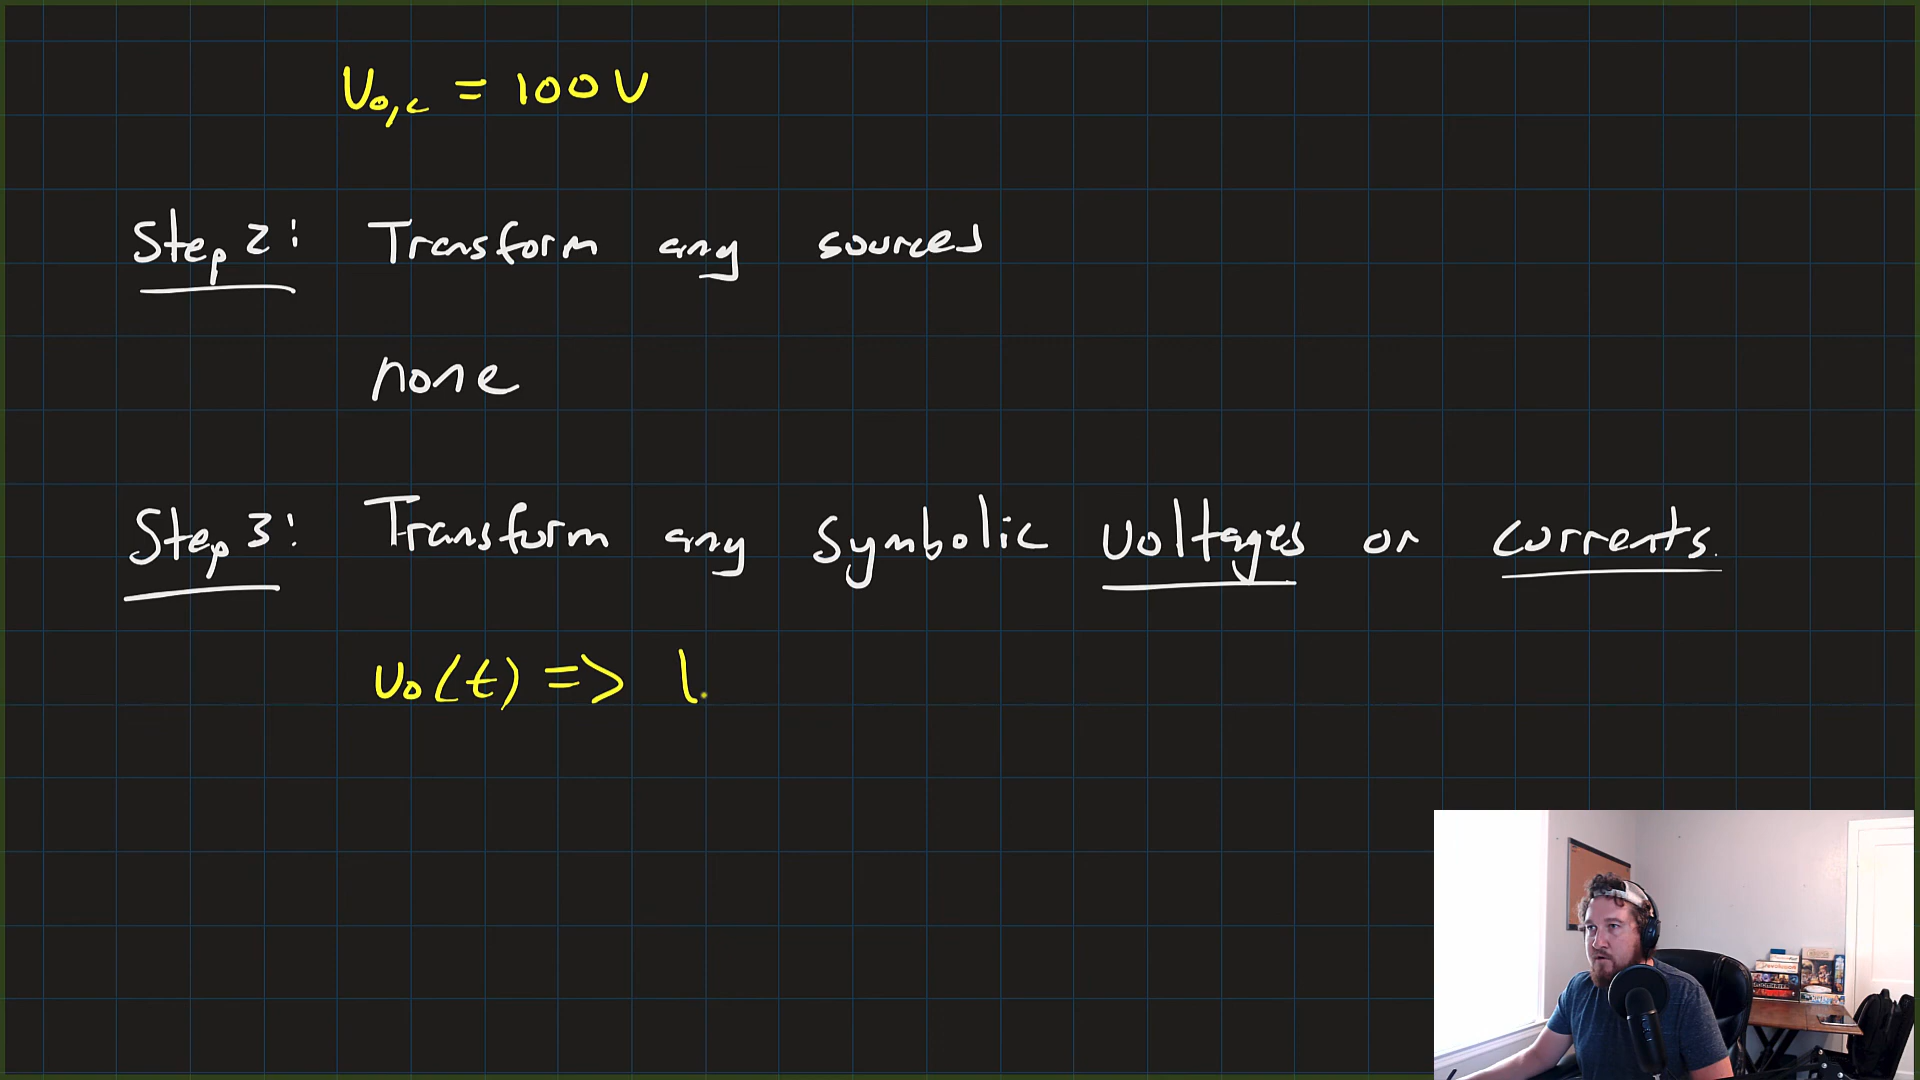 V₀,c = 100V
Step 2: Transform any sources
none
Step 3: Transform any symbolic voltages or currents.
v₀(t) => \